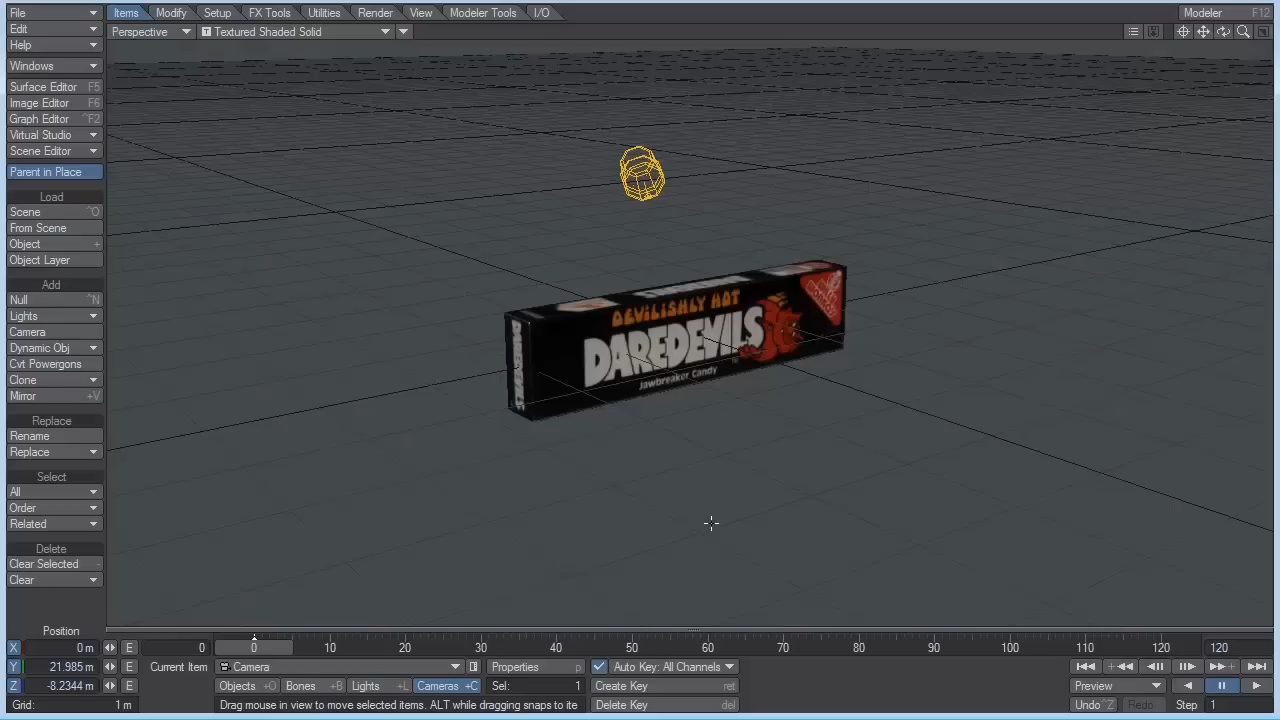 File
Edit
Help
Windows
Surface Editor F5
Image Editor F6
Graph Editor ^F2
Virtual Studio
Scene Editor
Parent in Place
Load
Scene ^O
From Scene
Object +
Object Layer
Add
Null ^N
Lights
Camera
Dynamic Obj
Cvt Powergons
Clone
Mirror +V
Replace
Rename
Replace
Select
All
Order
Related
Delete
Clear Selected -
Clear
Items Modify Setup FX Tools Utilities Render View Modeler Tools I/O Modeler F12
Perspective T Textured Shaded Solid
DEVILISHLY HOT
DAREDEVILS
TM
Jawbreaker Candy
Position
X 0 m E 0 0 10 20 30 40 50 60 70 80 90 100 110 120 120
Y 21.985 m E Current Item Camera Properties p Auto Key: All Channels
Z -8.2344 m E Objects +O Bones +B Lights +L Cameras +C Sel: 1 Create Key ret Preview
Grid: 1 m Drag mouse in view to move selected items. ALT while dragging snaps to ite Delete Key del Undo ^Z Redo Step 1